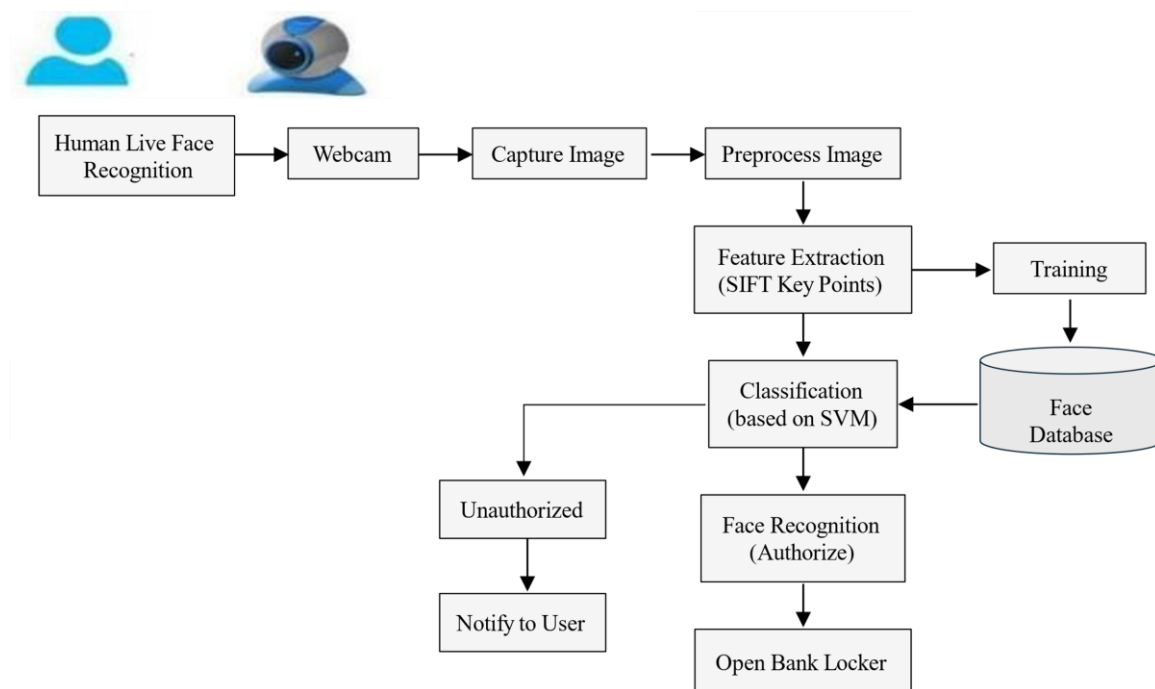 Human Live Face
Recognition
Webcam
Capture Image
Preprocess Image
Feature Extraction
(SIFT Key Points)
Training
Classification
(based on SVM)
Face
Database
Unauthorized
Face Recognition
(Authorize)
Notify to User
Open Bank Locker